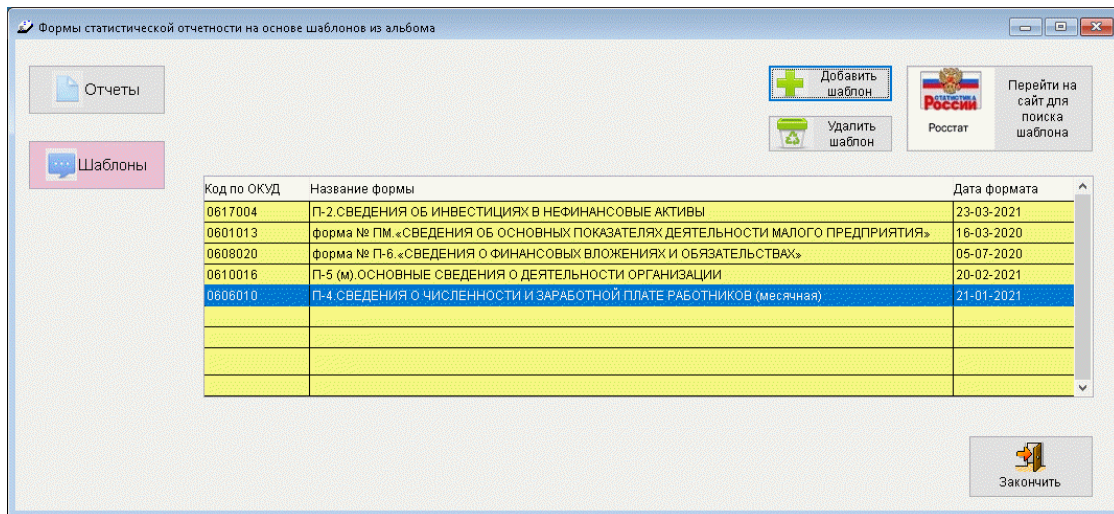 Формы статистической отчетности на основе шаблонов из альбома
Отчеты
Добавить
шаблон
Удалить
шаблон
СТАТИСТИКА
России
Росстат
Перейти на
сайт для
поиска
шаблона
Шаблоны
Код по ОКУД Название формы Дата формата
0617004 П-2.СВЕДЕНИЯ ОБ ИНВЕСТИЦИЯХ В НЕФИНАНСОВЫЕ АКТИВЫ 23-03-2021
0601013 форма № ПМ.«СВЕДЕНИЯ ОБ ОСНОВНЫХ ПОКАЗАТЕЛЯХ ДЕЯТЕЛЬНОСТИ МАЛОГО ПРЕДПРИЯТИЯ» 16-03-2020
0608020 форма № П-6.«СВЕДЕНИЯ О ФИНАНСОВЫХ ВЛОЖЕНИЯХ И ОБЯЗАТЕЛЬСТВАХ» 05-07-2020
0610016 П-5 (м).ОСНОВНЫЕ СВЕДЕНИЯ О ДЕЯТЕЛЬНОСТИ ОРГАНИЗАЦИИ 20-02-2021
0606010 П-4.СВЕДЕНИЯ О ЧИСЛЕННОСТИ И ЗАРАБОТНОЙ ПЛАТЕ РАБОТНИКОВ (месячная) 21-01-2021
Закончить